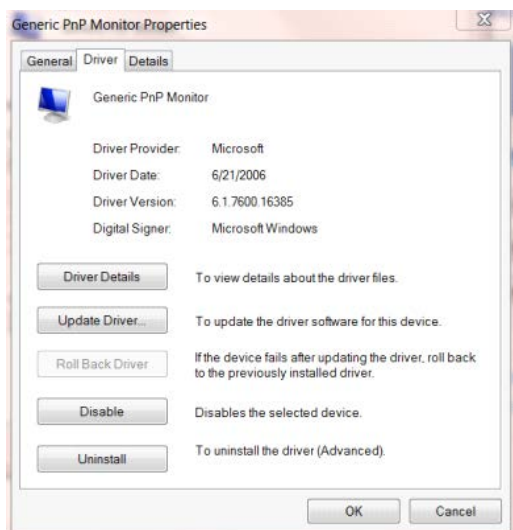 Generic PnP Monitor Properties
General Driver Details
Generic PnP Monitor
Driver Provider: Microsoft
Driver Date: 6/21/2006
Driver Version: 6.1.7600.16385
Digital Signer: Microsoft Windows
Driver Details To view details about the driver files.
Update Driver... To update the driver software for this device.
Roll Back Driver If the device fails after updating the driver, roll back
to the previously installed driver.
Disable Disables the selected device.
Uninstall To uninstall the driver (Advanced).
OK Cancel